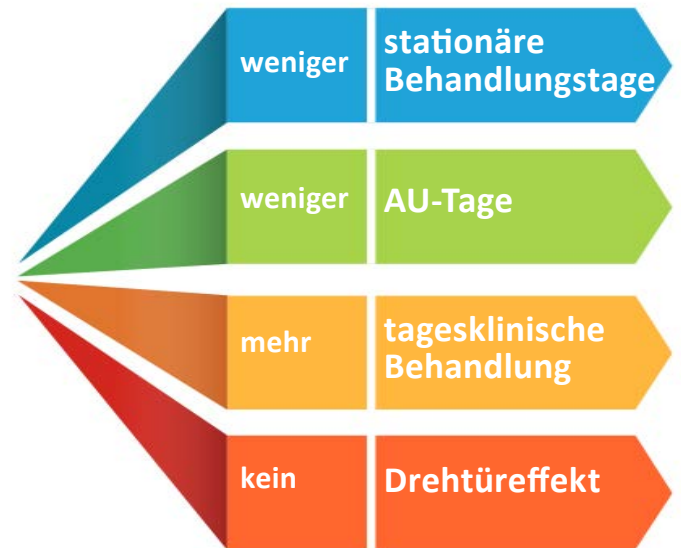 weniger stationäre
Behandlungstage
weniger AU-Tage
mehr tagesklinische
Behandlung
kein Drehtüreffekt